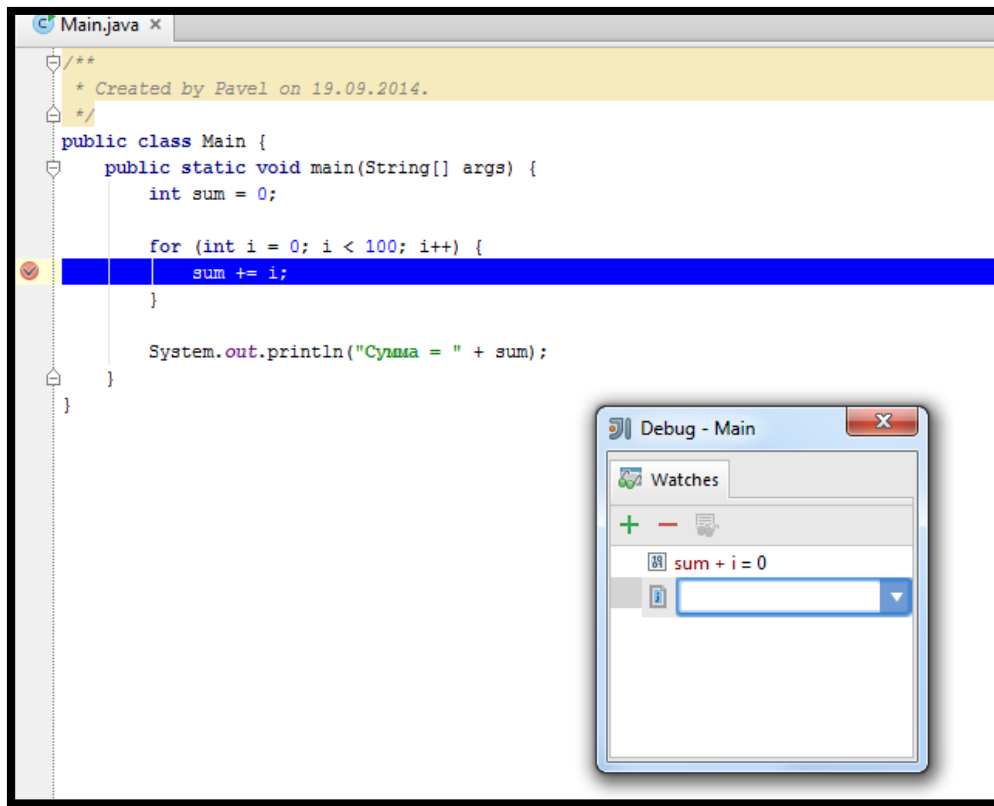 Main.java
/**
* Created by Pavel on 19.09.2014.
*/
public class Main {
public static void main(String[] args) {
int sum = 0;
for (int i = 0; i < 100; i++) {
sum += i;
}
System.out.println("Сумма = " + sum);
}
}
Debug - Main
Watches
sum + i = 0